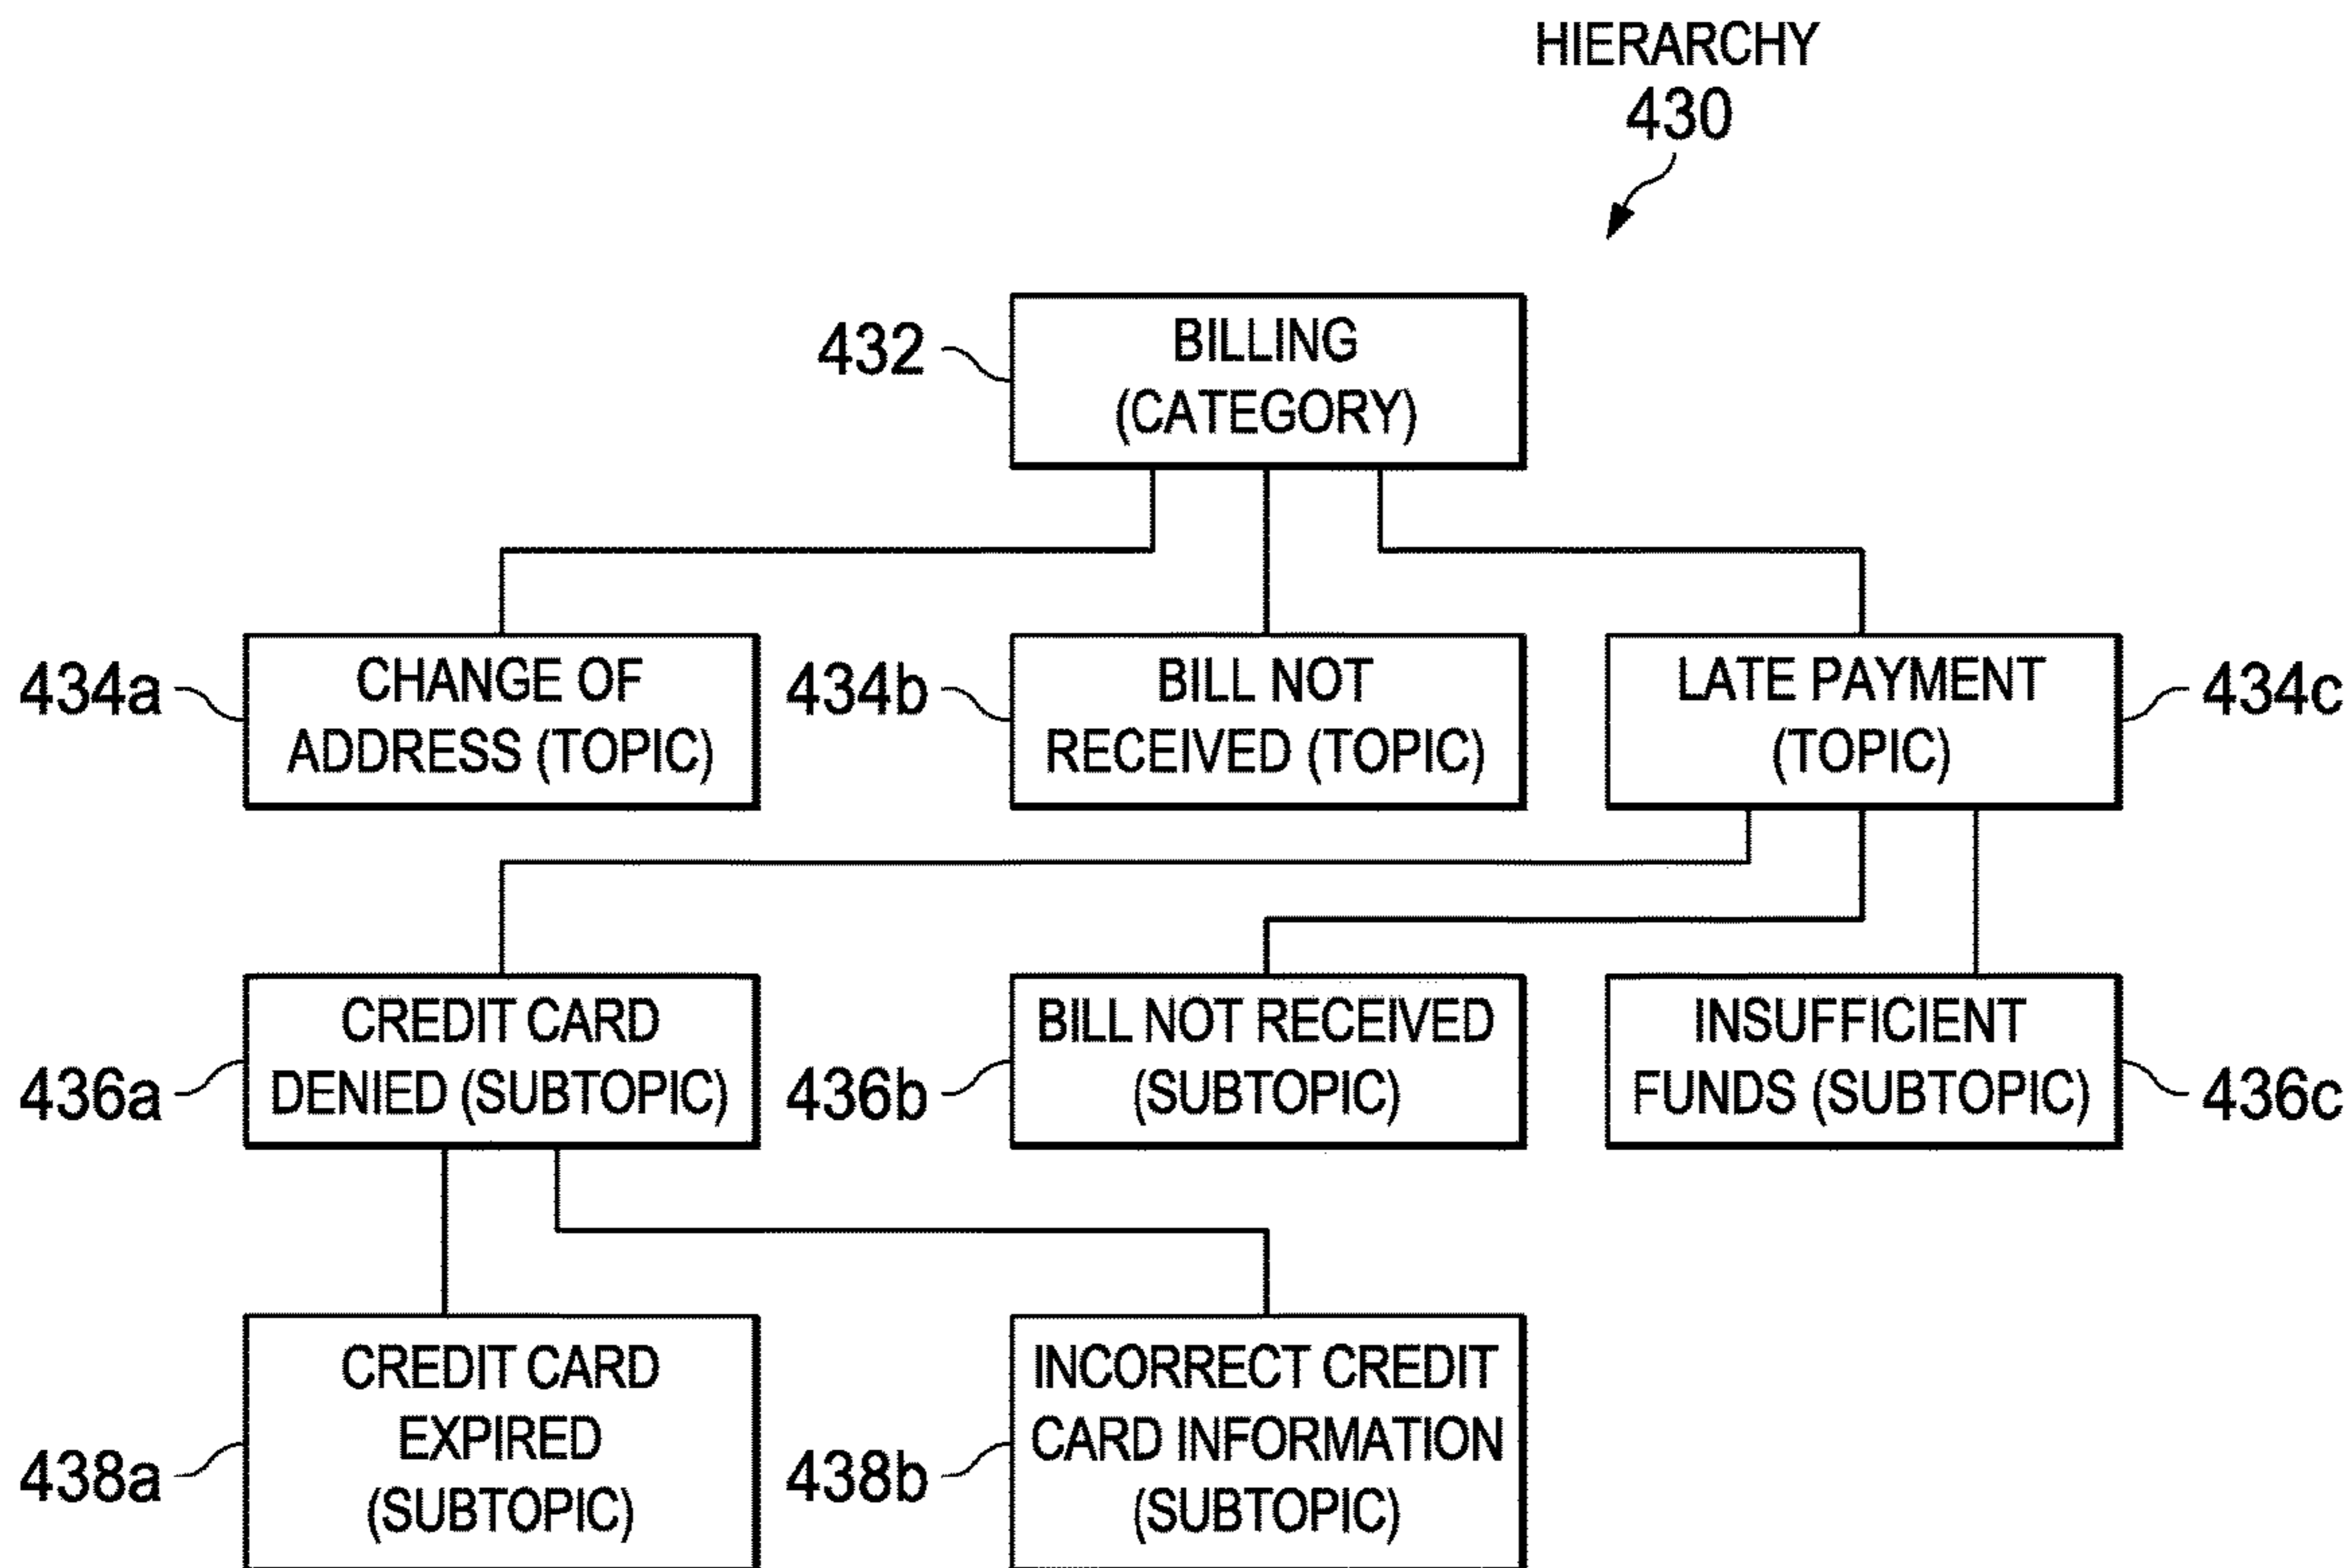 HIERARCHY
430
432
BILLING
(CATEGORY)
434a
CHANGE OF
ADDRESS (TOPIC)
434b
BILL NOT
RECEIVED (TOPIC)
LATE PAYMENT
(TOPIC)
434c
436a
CREDIT CARD
DENIED (SUBTOPIC)
436b
BILL NOT RECEIVED
(SUBTOPIC)
INSUFFICIENT
FUNDS (SUBTOPIC)
436c
438a
CREDIT CARD
EXPIRED
(SUBTOPIC)
438b
INCORRECT CREDIT
CARD INFORMATION
(SUBTOPIC)